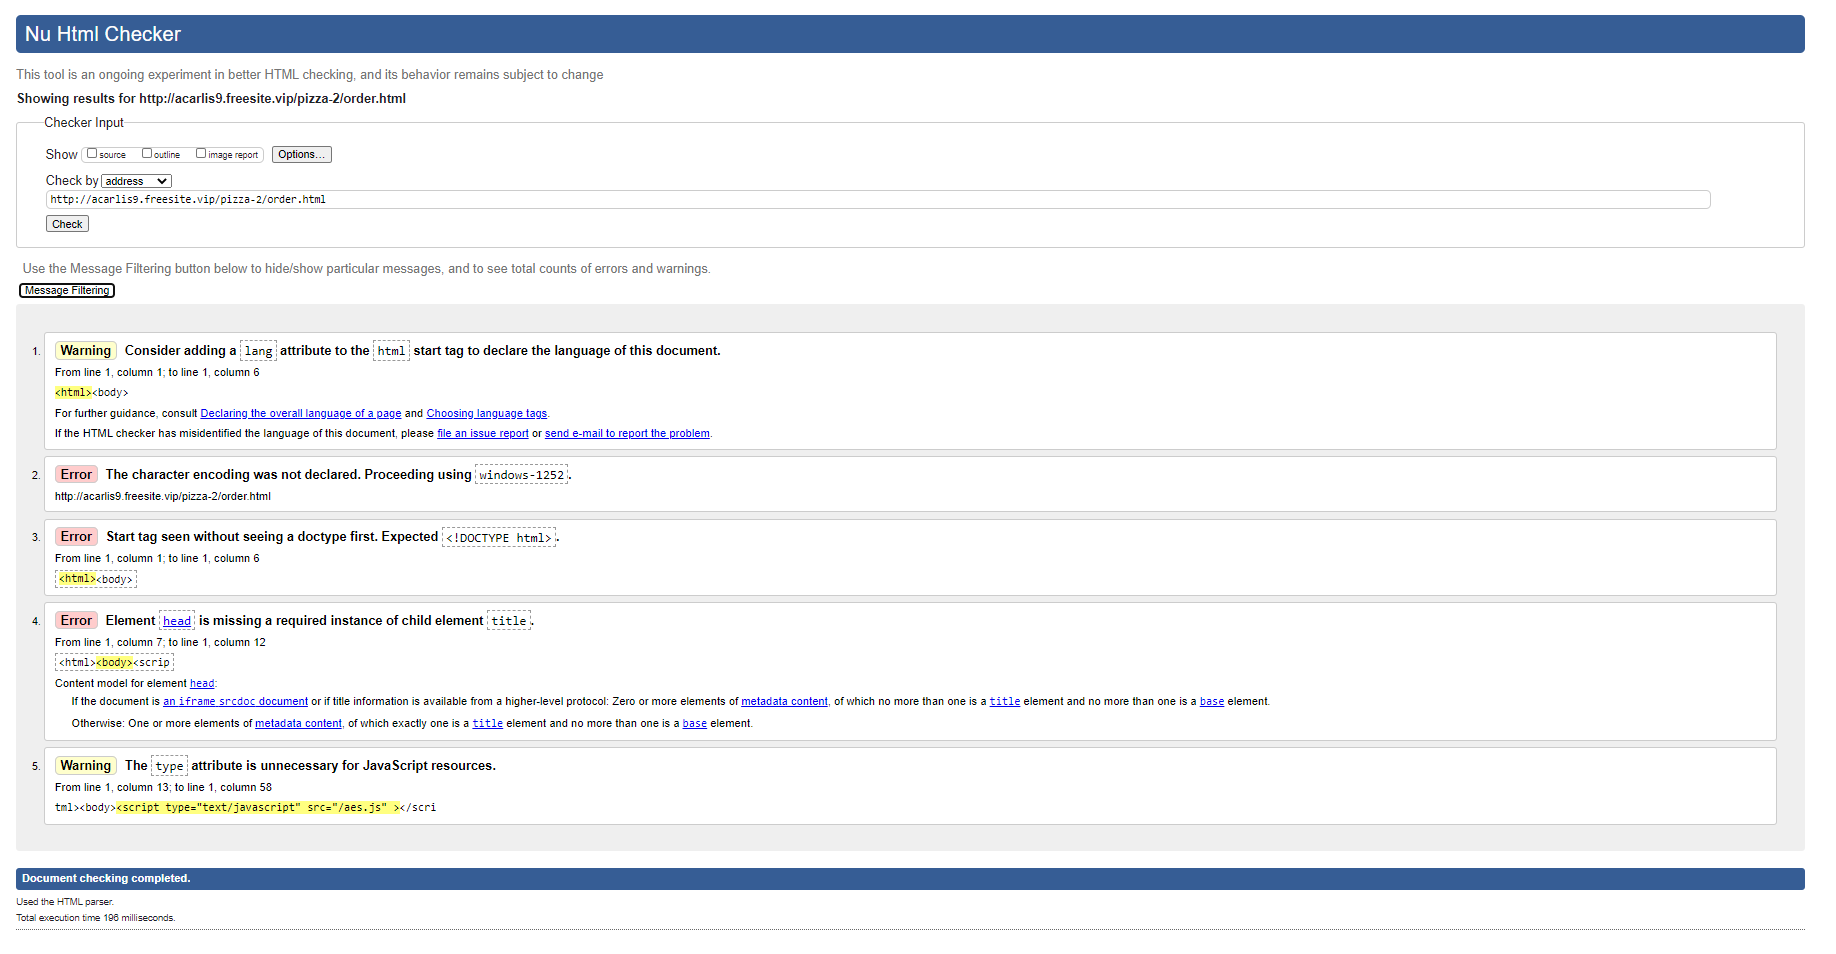 Nu Html Checker
This tool is an ongoing experiment in better HTML checking, and its behavior remains subject to change
Showing results for http://acarlis9.freesite.vip/pizza-2/order.html
Checker Input
Show source outline image report Options...
Check by address
http://acarlis9.freesite.vip/pizza-2/order.html
Check
Use the Message Filtering button below to hide/show particular messages, and to see total counts of errors and warnings.
Message Filtering
1. Warning Consider adding a lang attribute to the html start tag to declare the language of this document.
From line 1, column 1; to line 1, column 6
<html><body>
For further guidance, consult Declaring the overall language of a page and Choosing language tags.
If the HTML checker has misidentified the language of this document, please file an issue report or send e-mail to report the problem.
2. Error The character encoding was not declared. Proceeding using windows-1252.
http://acarlis9.freesite.vip/pizza-2/order.html
3. Error Start tag seen without seeing a doctype first. Expected <!DOCTYPE html>.
From line 1, column 1; to line 1, column 6
<html><body>
4. Error Element head is missing a required instance of child element title.
From line 1, column 7; to line 1, column 12
<html><body><scrip
Content model for element head:
If the document is an iframe srcdoc document or if title information is available from a higher-level protocol: Zero or more elements of metadata content, of which no more than one is a title element and no more than one is a base element.
Otherwise: One or more elements of metadata content, of which exactly one is a title element and no more than one is a base element.
5. Warning The type attribute is unnecessary for JavaScript resources.
From line 1, column 13; to line 1, column 58
tml><body><script type="text/javascript" src="/aes.js" ></scri
Document checking completed.
Used the HTML parser.
Total execution time 196 milliseconds.